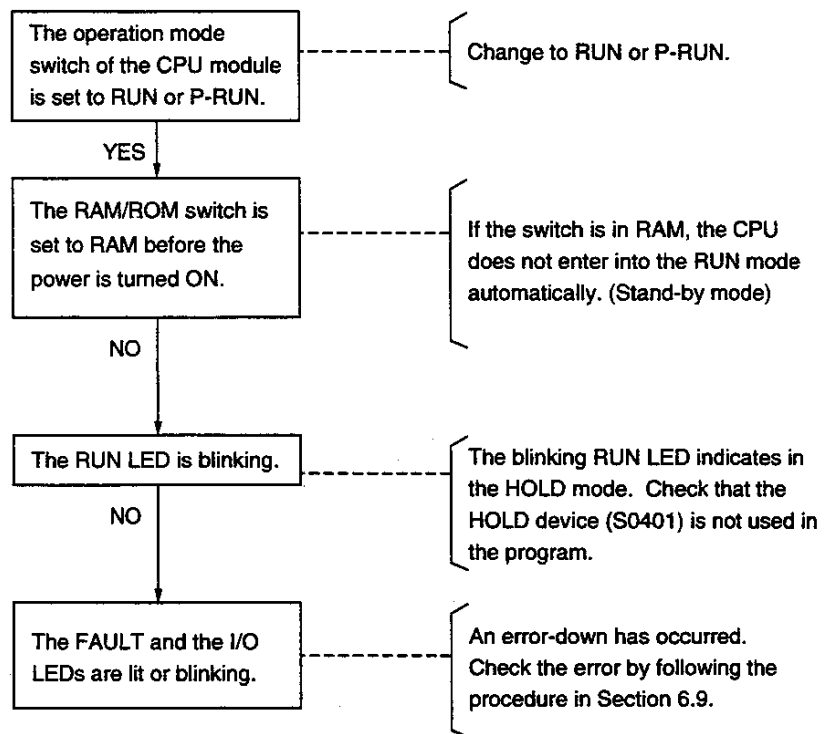 The operation mode
switch of the CPU module
is set to RUN or P-RUN.
Change to RUN or P-RUN.
YES
The RAM/ROM switch is
set to RAM before the
power is turned ON.
If the switch is in RAM, the CPU
does not enter into the RUN mode
automatically. (Stand-by mode)
NO
The RUN LED is blinking.
The blinking RUN LED indicates in
the HOLD mode. Check that the
HOLD device (S0401) is not used in
the program.
NO
The FAULT and the I/O
LEDs are lit or blinking.
An error-down has occurred.
Check the error by following the
procedure in Section 6.9.